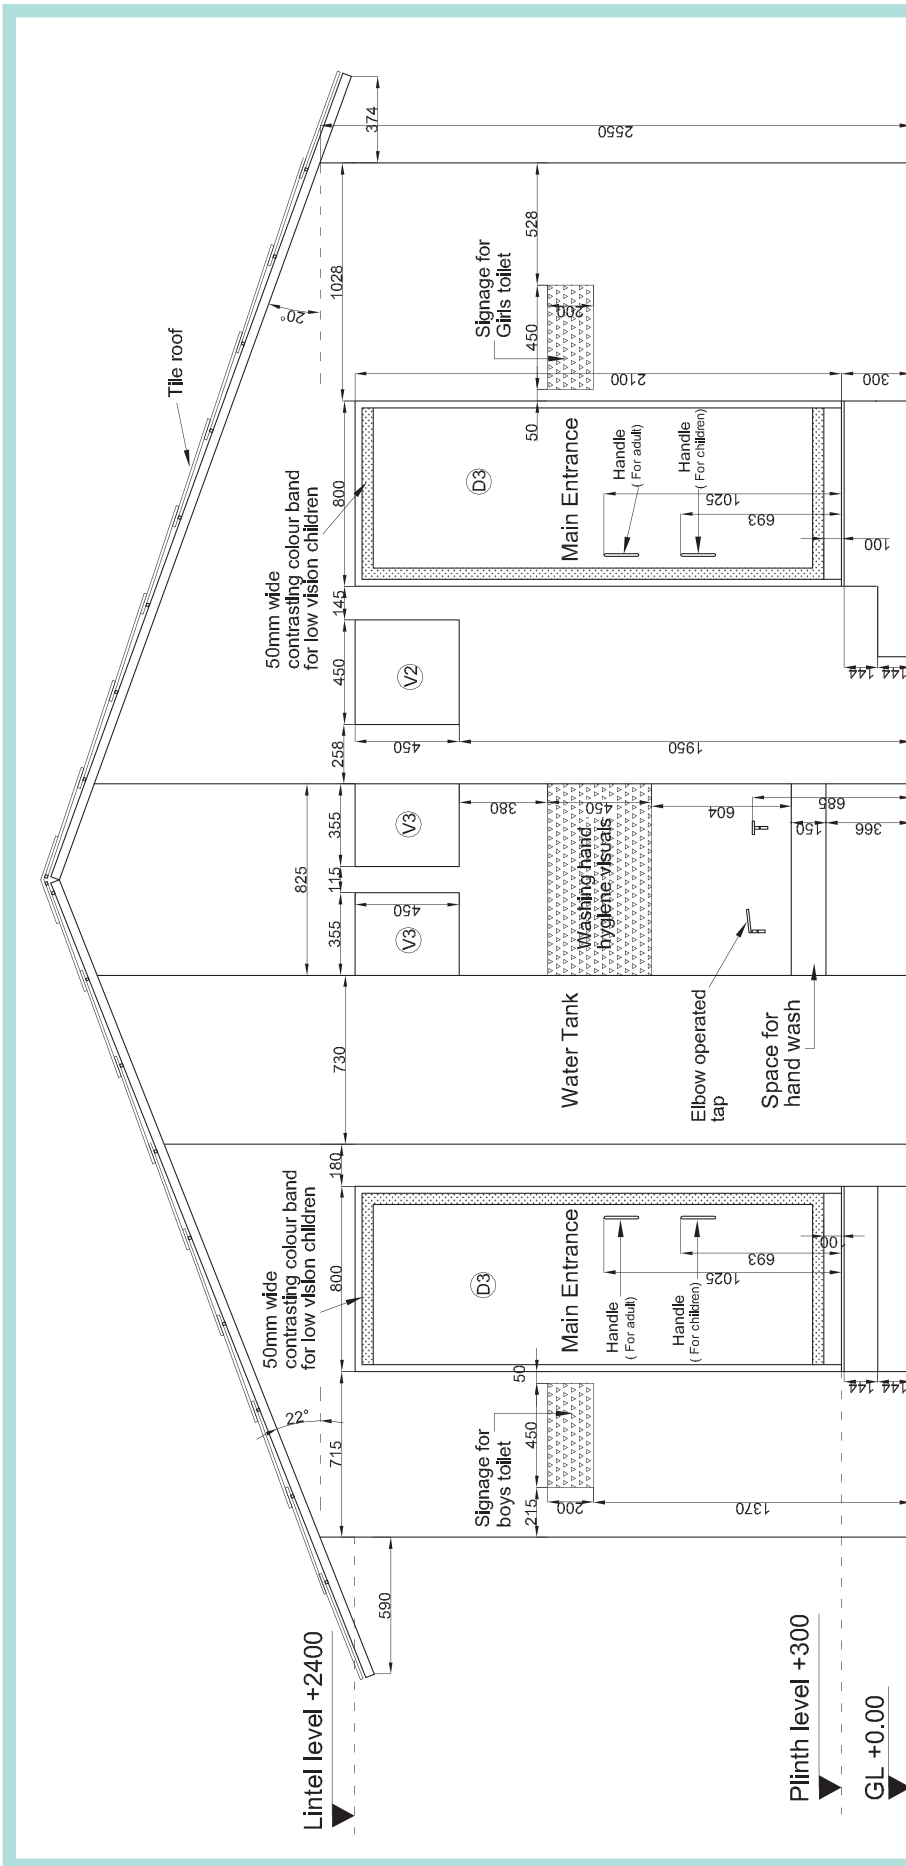 Tile roof
20°
22°
374
2550
1028
528
Signage for
Girls toilet
450
200
50
2100
300
50mm wide
contrasting colour band
for low vision children
800
D3
Main Entrance
Handle
( For adult)
Handle
( For children)
1025
693
100
145
450
V2
450
258
1950
144
144
825
355
V3
115
355
V3
450
380
450
Washing hand
hygiene visuals
604
150
685
366
Elbow operated
tap
Space for
hand wash
730
Water Tank
180
50mm wide
contrasting colour band
for low vision children
800
D3
Main Entrance
Handle
( For adult)
Handle
( For children)
1025
693
100
144
144
715
50
450
215
Signage for
boys toilet
200
1370
590
Lintel level +2400
Plinth level +300
GL +0.00